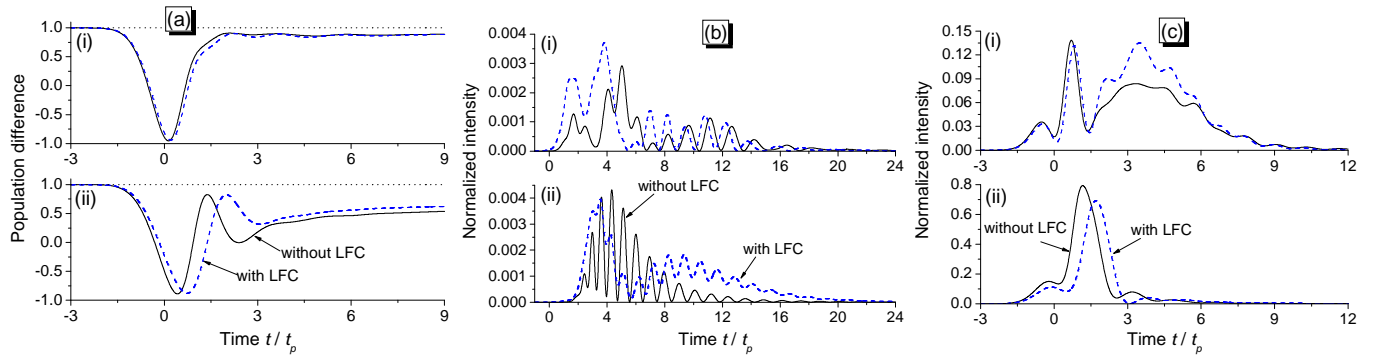 (a)
Population difference
(i)
1.0
0.5
0.0
-0.5
-1.0
-3 0 3 6 9
(ii)
1.0
0.5
0.0
-0.5
-1.0
without LFC
with LFC
-3 0 3 6 9
Time t / tp
(b)
Normalized intensity
(i)
0.004
0.003
0.002
0.001
0.000
0 4 8 12 16 20 24
(ii)
0.004
0.003
0.002
0.001
0.000
without LFC
with LFC
0 4 8 12 16 20 24
Time t / tp
(c)
Normalized intensity
(i)
0.15
0.12
0.09
0.06
0.03
0.00
-3 0 3 6 9 12
(ii)
0.8
0.6
0.4
0.2
0.0
without LFC
with LFC
-3 0 3 6 9 12
Time t / tp